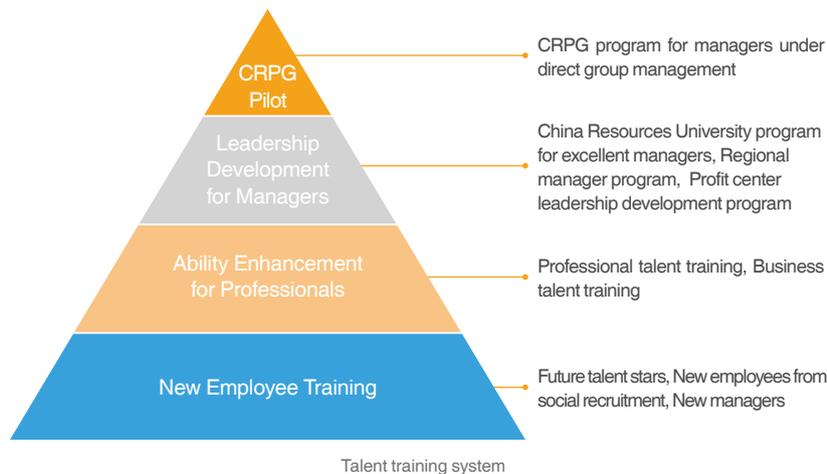 CRPG
Pilot
CRPG program for managers under
direct group management
Leadership
Development
for Managers
China Resources University program
for excellent managers, Regional
manager program, Profit center
leadership development program
Ability Enhancement
for Professionals
Professional talent training, Business
talent training
New Employee Training
Future talent stars, New employees from
social recruitment, New managers
Talent training system